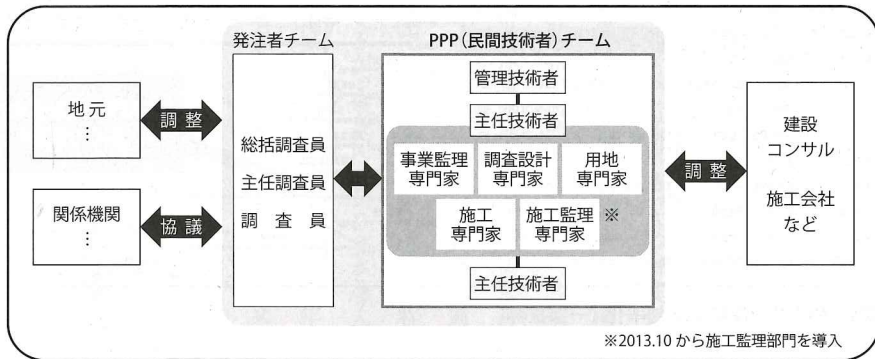 発注者チーム
PPP(民間技術者)チーム
地元
…
調整
関係機関
…
協議
総括調査員
主任調査員
調査員
管理技術者
主任技術者
事業監理
専門家
調査設計
専門家
用地
専門家
施工
専門家
施工監理
専門家
※
主任技術者
調整
建設
コンサル
施工会社
など
※2013.10 から施工監理部門を導入